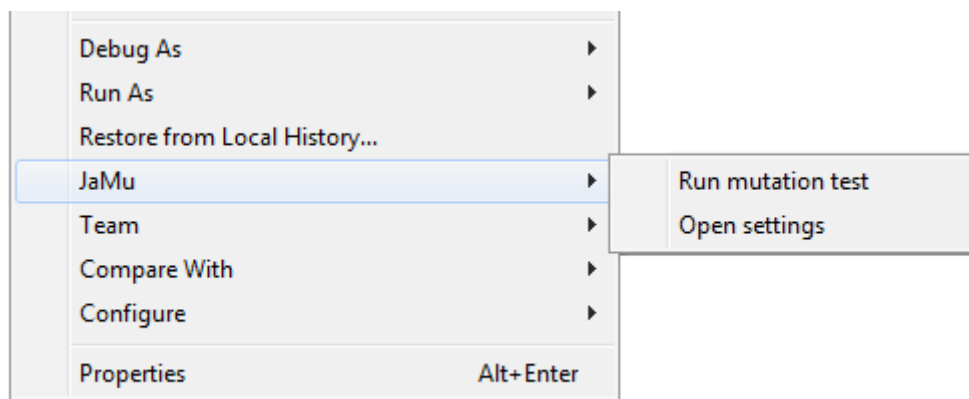 Debug As
Run As
Restore from Local History...
JaMu
Run mutation test
Team
Open settings
Compare With
Configure
Properties Alt+Enter